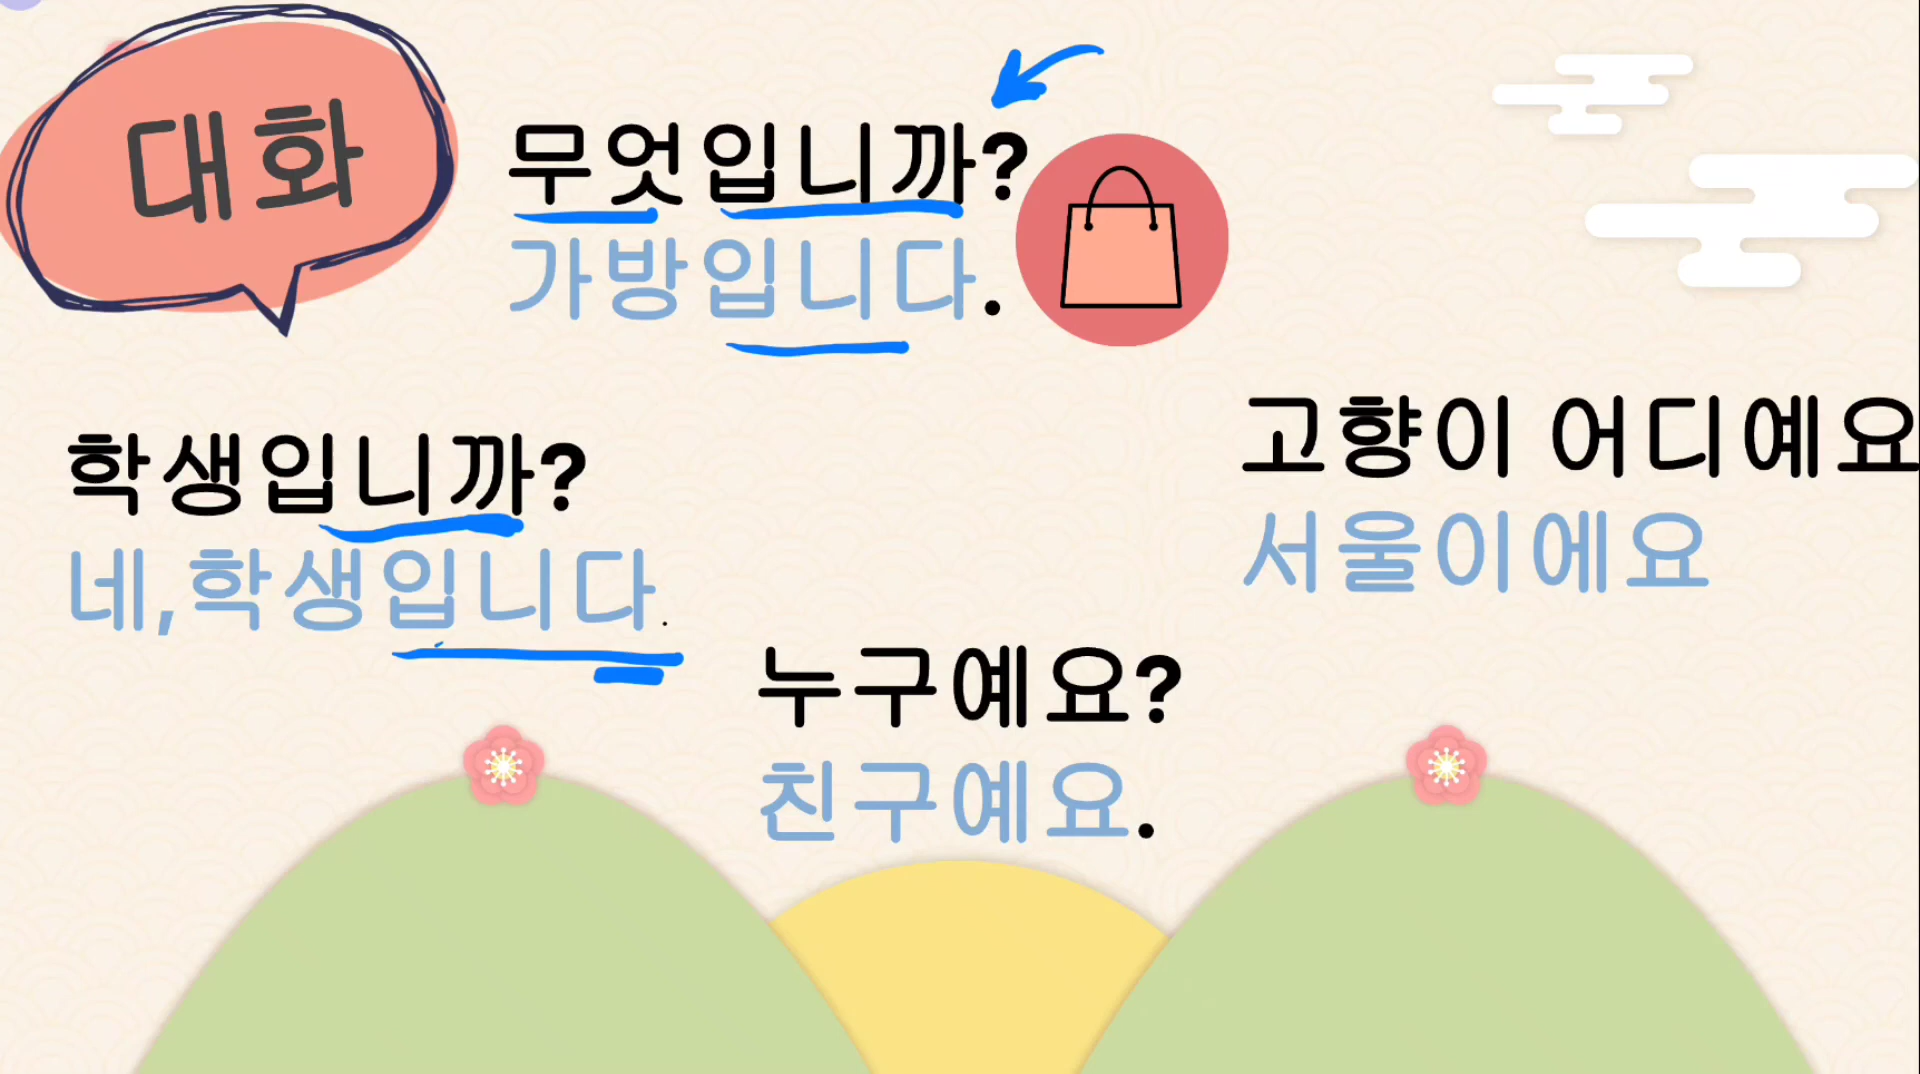 대화
무엇입니까?
가방입니다.
학생입니까?
네,학생입니다.
고향이 어디예요
서울이에요
누구예요?
친구예요.